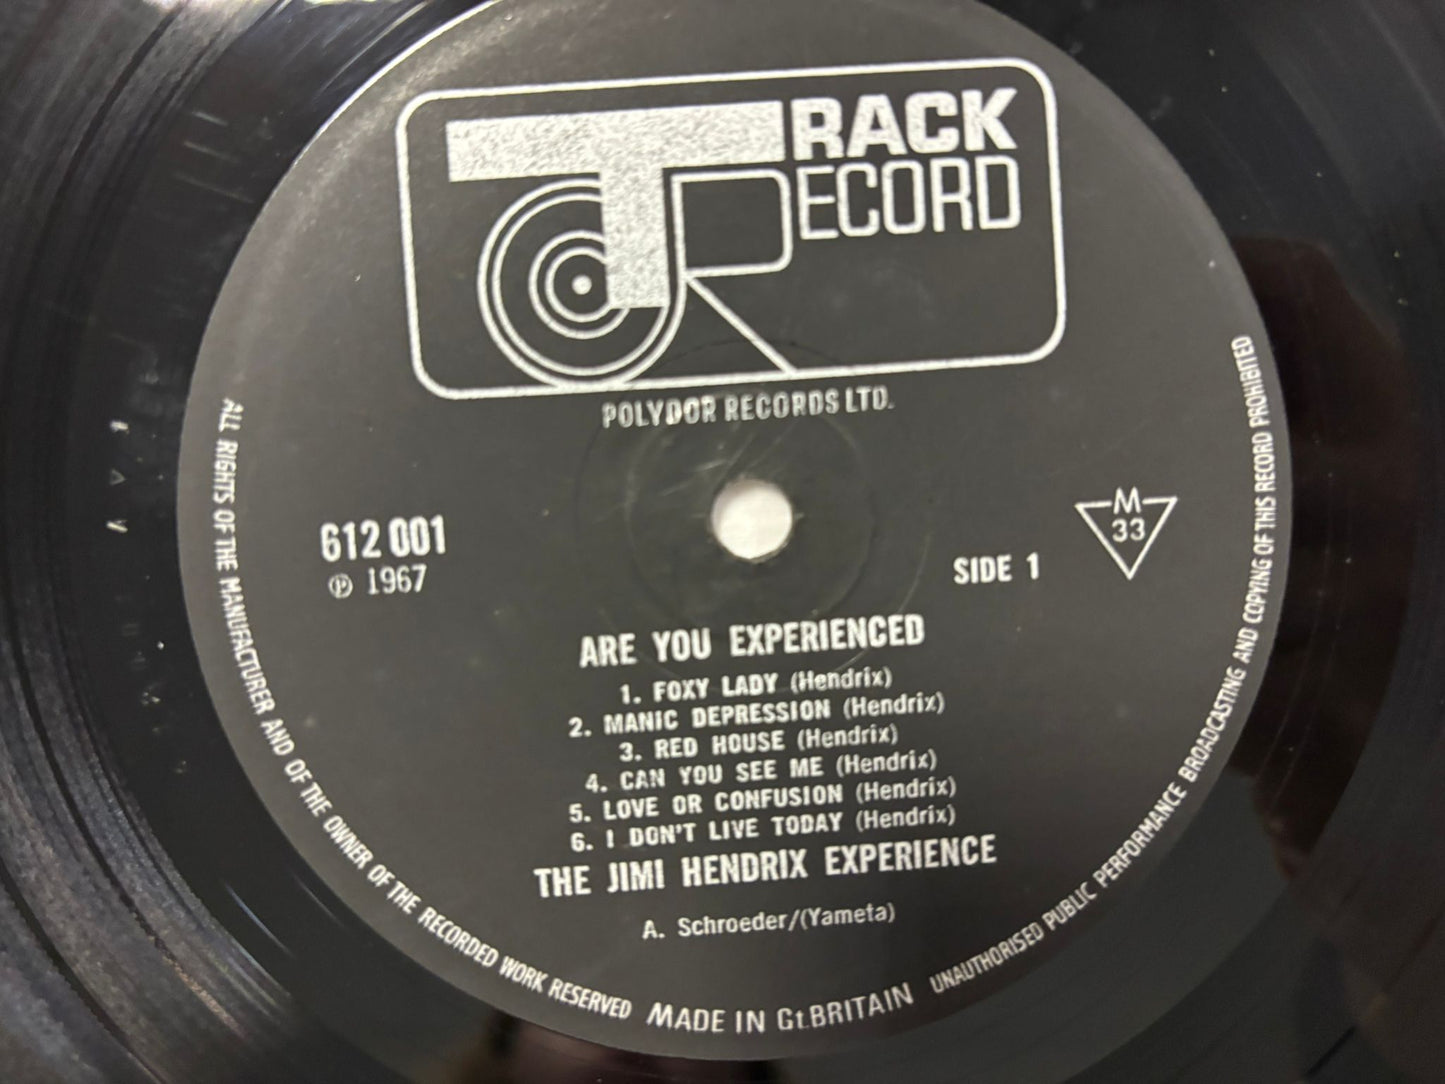 TRACK
RECORD
POLYDOR RECORDS LTD.
612 001
℗ 1967
SIDE 1
M
33
ARE YOU EXPERIENCED
1. FOXY LADY (Hendrix)
2. MANIC DEPRESSION (Hendrix)
3. RED HOUSE (Hendrix)
4. CAN YOU SEE ME (Hendrix)
5. LOVE OR CONFUSION (Hendrix)
6. I DON'T LIVE TODAY (Hendrix)
THE JIMI HENDRIX EXPERIENCE
A. Schroeder/(Yameta)
ALL RIGHTS OF THE MANUFACTURER AND OF THE OWNER OF THE RECORDED WORK RESERVED
MADE IN Gt.BRITAIN
UNAUTHORISED PUBLIC PERFORMANCE BROADCASTING AND COPYING OF THIS RECORD PROHIBITED